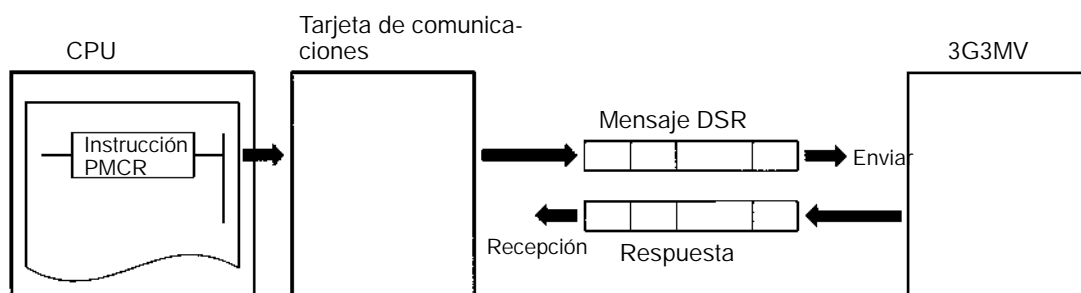 Tarjeta de comunica-
ciones
CPU
3G3MV
Mensaje DSR
Instrucción
PMCR
Enviar
Recepción
Respuesta